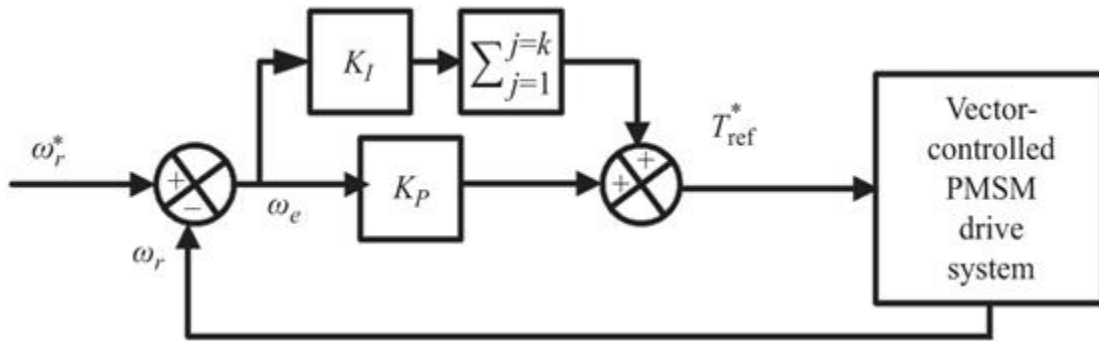 K_I
∑_{j=1}^{j=k}
ω_r^*
+
−
ω_e
ω_r
K_P
+
+
T_ref^*
Vector-
controlled
PMSM
drive
system